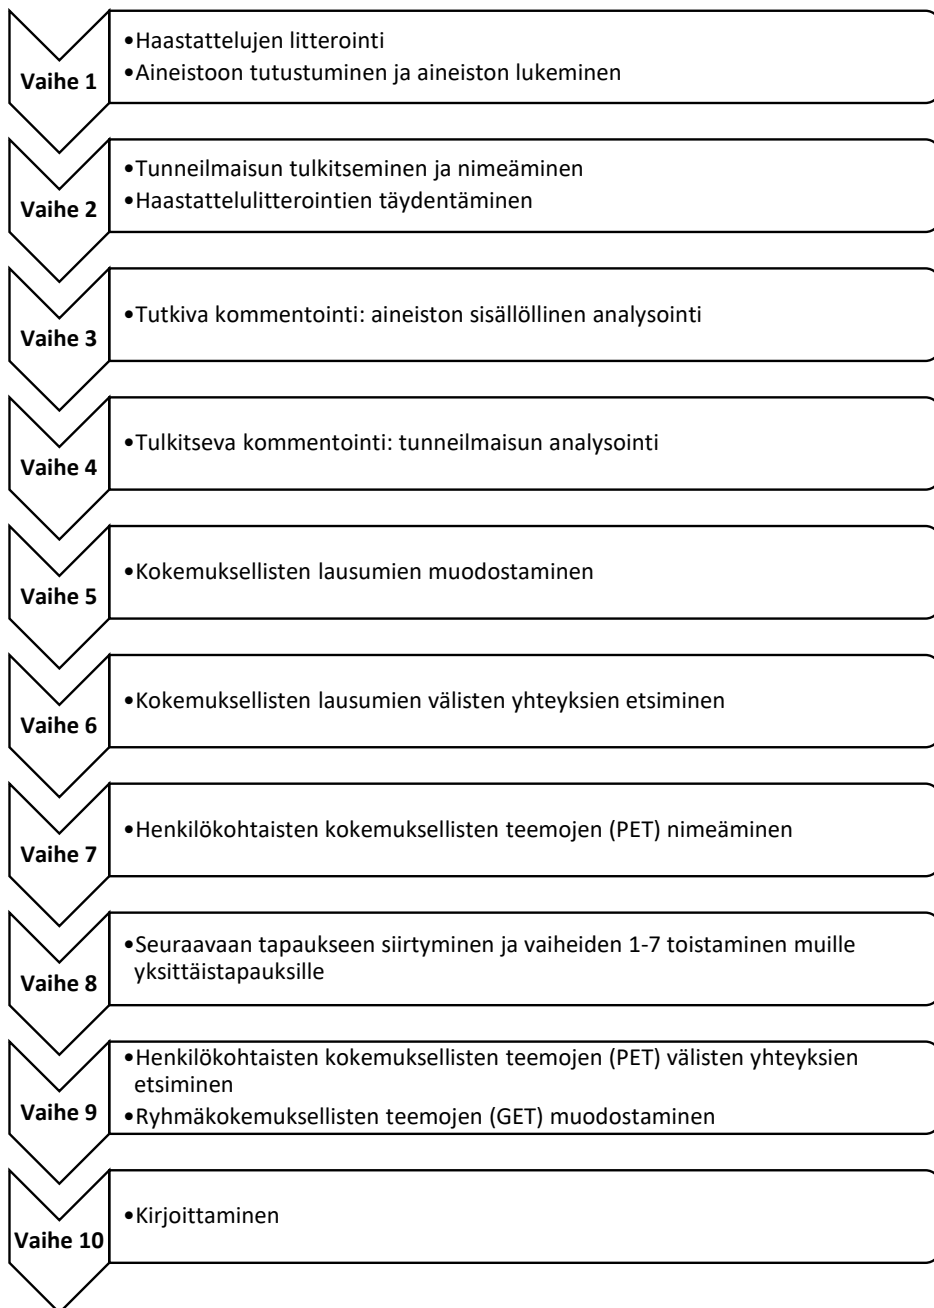 Vaihe 1
•Haastattelujen litterointi
•Aineistoon tutustuminen ja aineiston lukeminen
Vaihe 2
•Tunneilmaisun tulkitseminen ja nimeäminen
•Haastattelulitterointien täydentäminen
Vaihe 3
•Tutkiva kommentointi: aineiston sisällöllinen analysointi
Vaihe 4
•Tulkitseva kommentointi: tunneilmaisun analysointi
Vaihe 5
•Kokemuksellisten lausumien muodostaminen
Vaihe 6
•Kokemuksellisten lausumien välisten yhteyksien etsiminen
Vaihe 7
•Henkilökohtaisten kokemuksellisten teemojen (PET) nimeäminen
Vaihe 8
•Seuraavaan tapaukseen siirtyminen ja vaiheiden 1-7 toistaminen muille
yksittäistapauksille
Vaihe 9
•Henkilökohtaisten kokemuksellisten teemojen (PET) välisten yhteyksien
etsiminen
•Ryhmäkokemuksellisten teemojen (GET) muodostaminen
Vaihe 10
•Kirjoittaminen